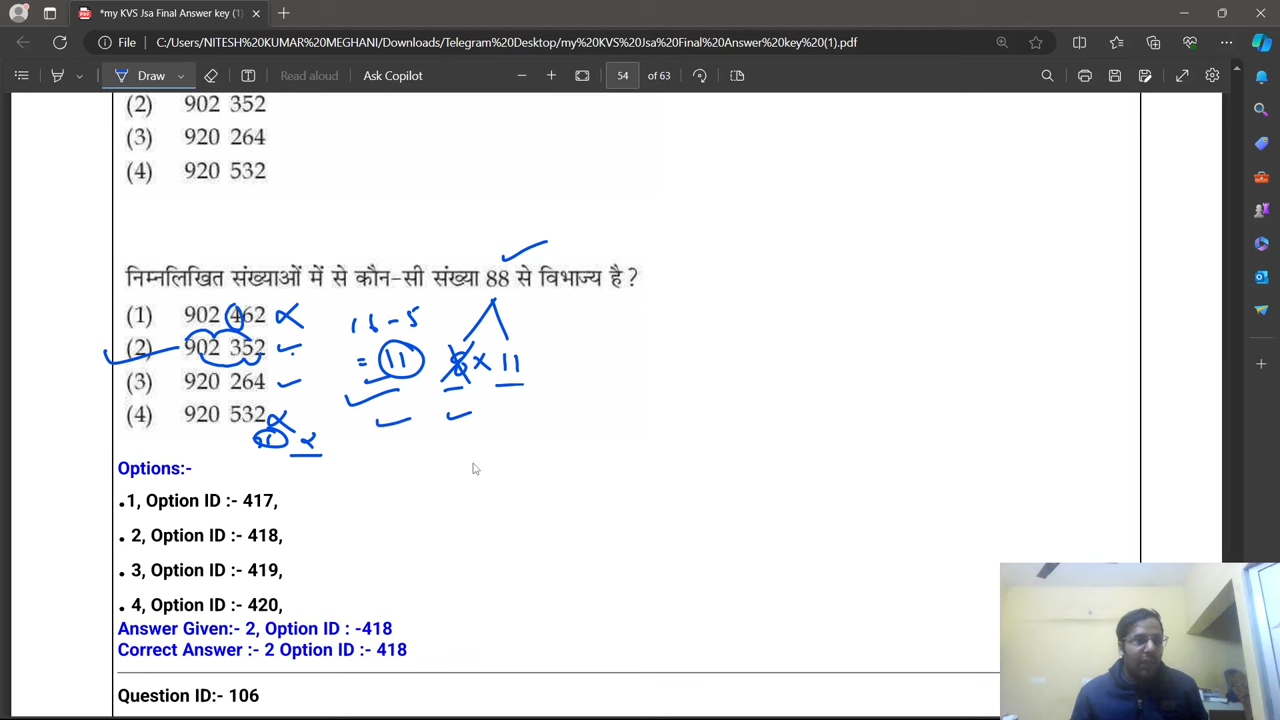 *my KVS Jsa Final Answer key (1)
File C:/Users/NITESH%20KUMAR%20MEGHANI/Downloads/Telegram%20Desktop/my%20KVS%20Jsa%20Final%20Answer%20key%20(1).pdf
Draw Read aloud Ask Copilot 54 of 63
(2) 902 352
(3) 920 264
(4) 920 532
निम्नलिखित संख्याओं में से कौन-सी संख्या 88 से विभाज्य है ?
(1) 902 462
16 - 5
(2) 902 352
= 11 8 × 11
(3) 920 264
(4) 920 532
Options:-
.1, Option ID :- 417,
. 2, Option ID :- 418,
. 3, Option ID :- 419,
. 4, Option ID :- 420,
Answer Given:- 2, Option ID : -418
Correct Answer :- 2 Option ID :- 418
Question ID:- 106